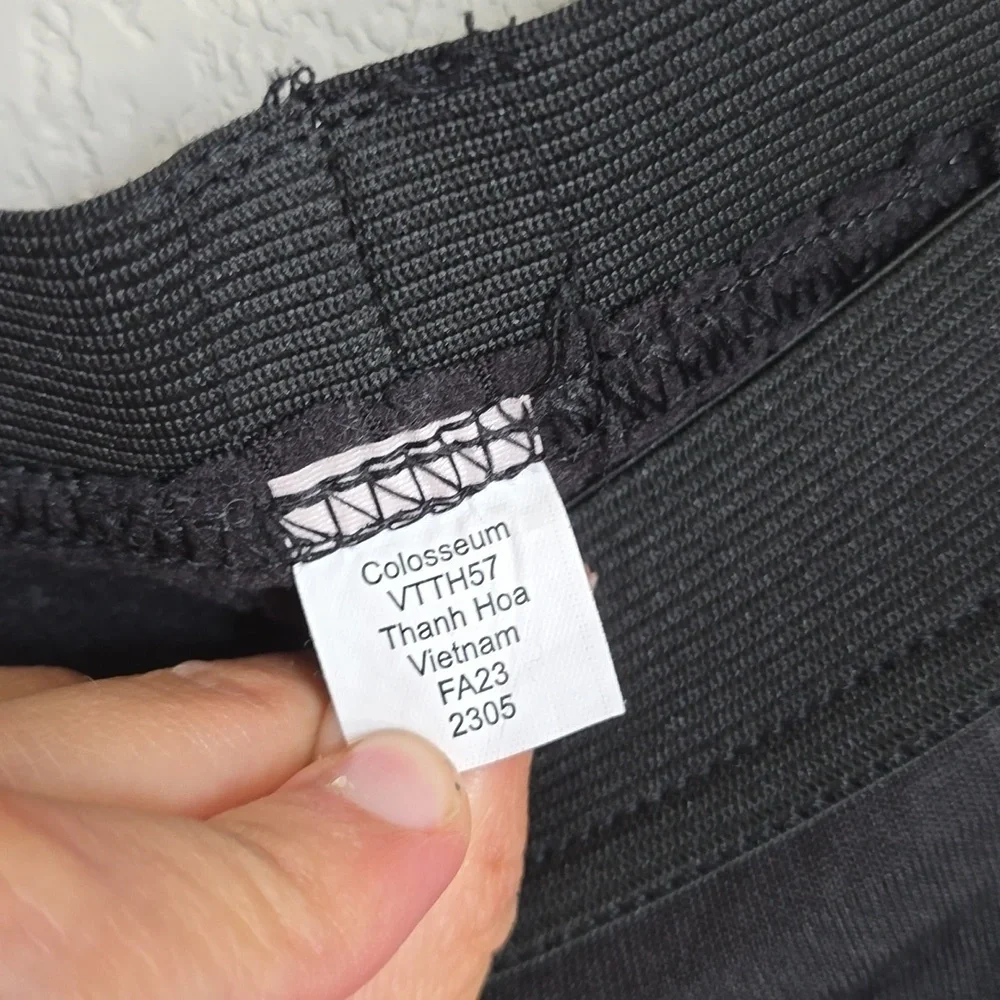 Colosseum
VTTH57
Thanh Hoa
Vietnam
FA23
2305